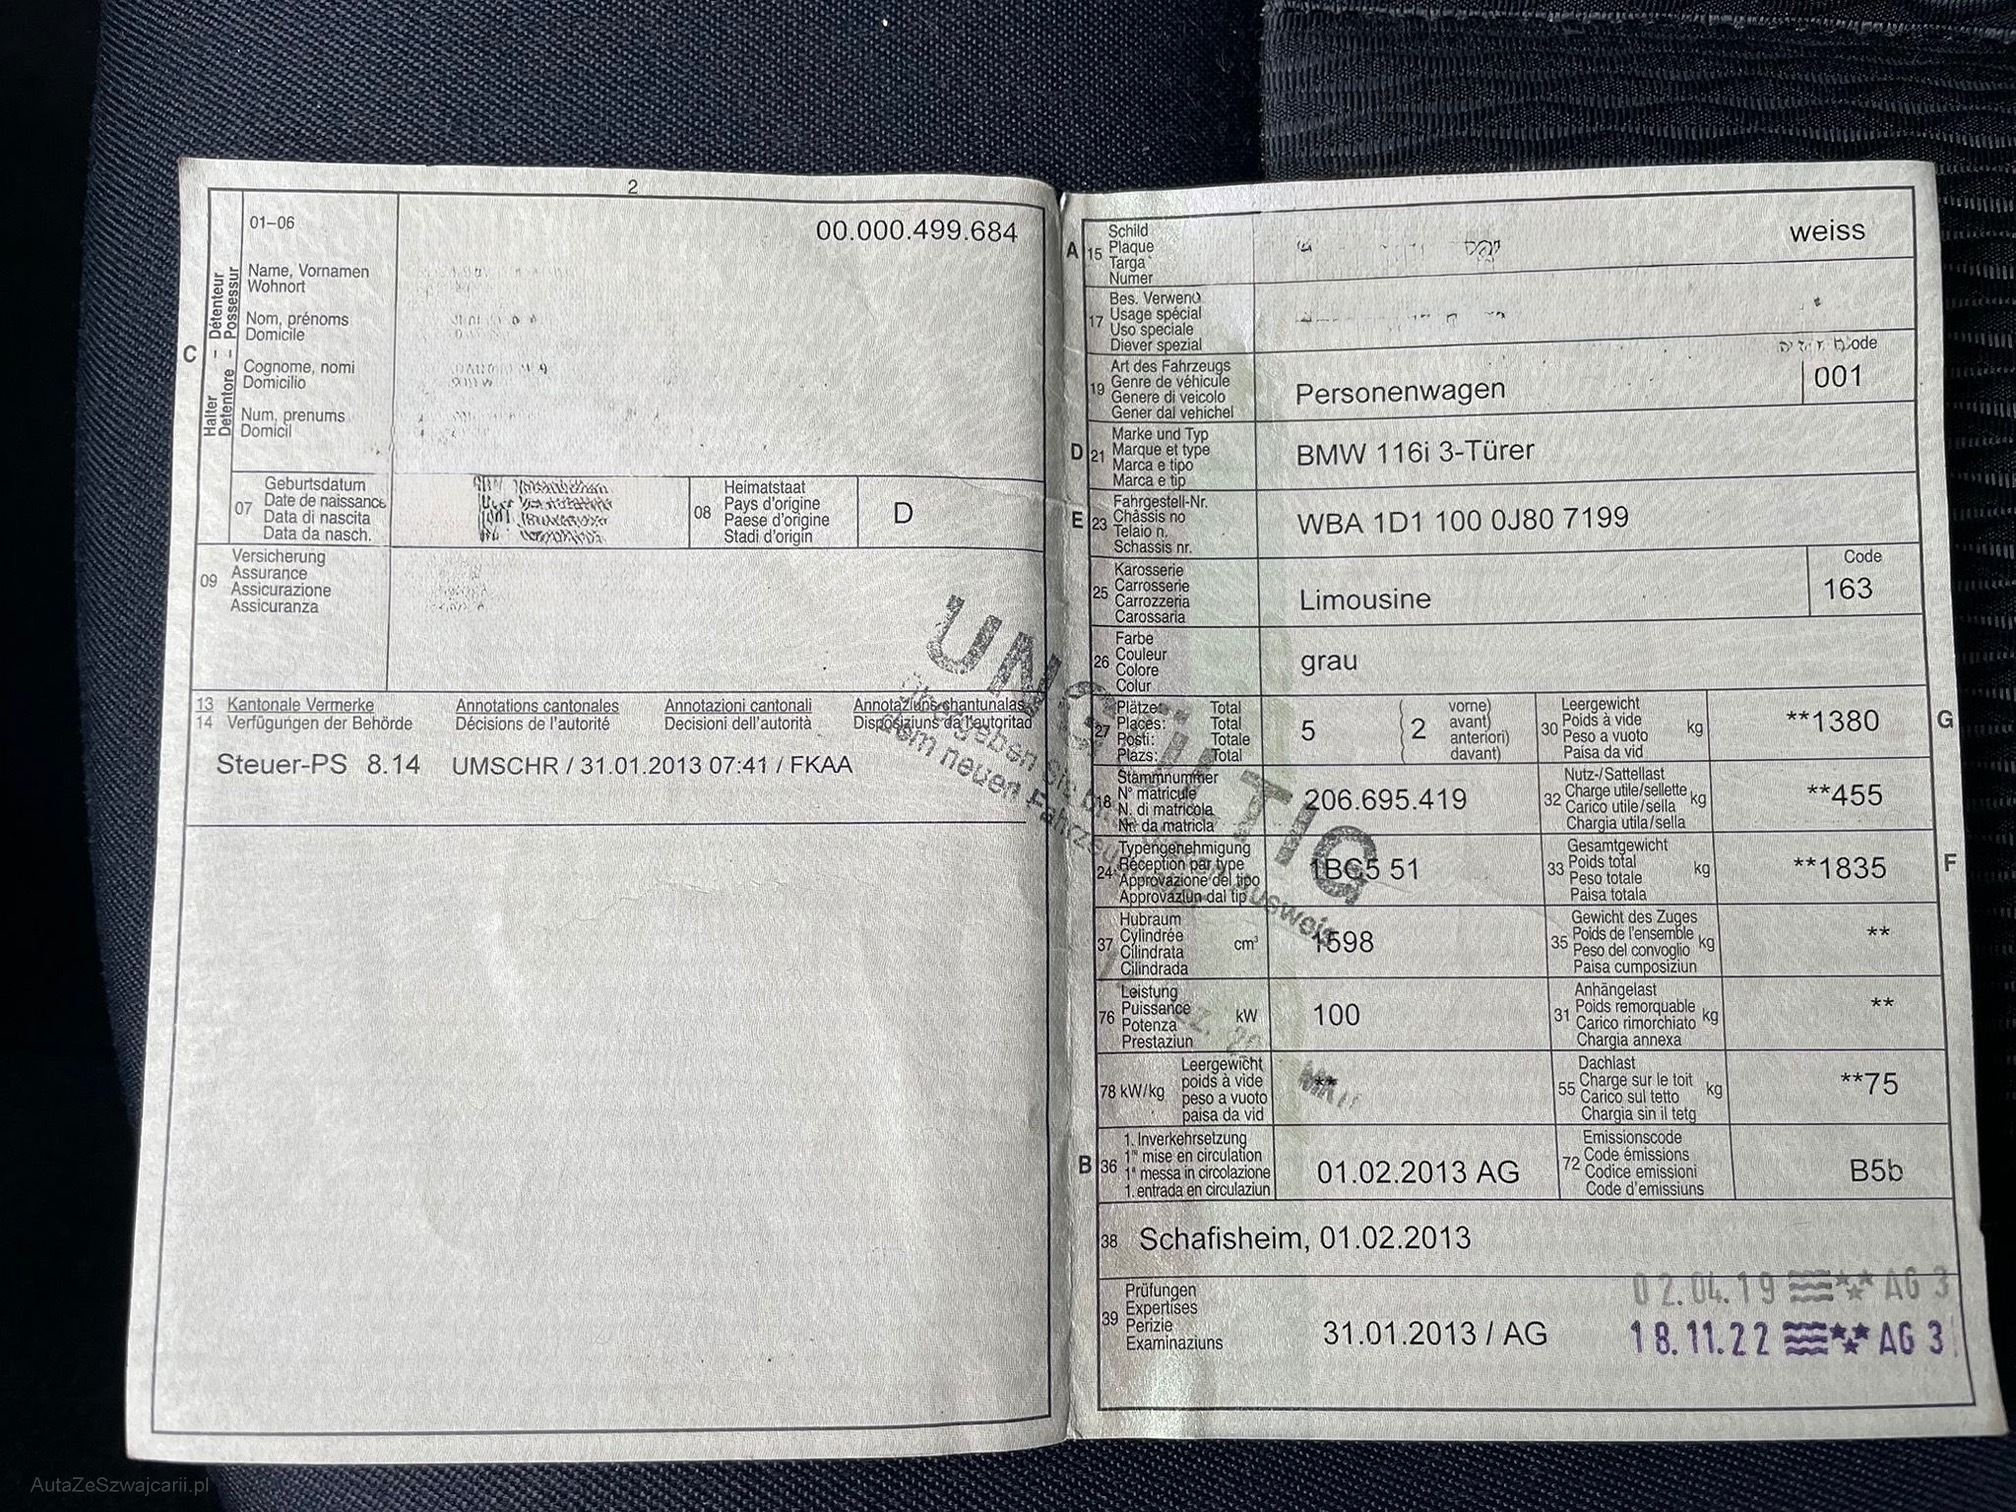 2
01–06
00.000.499.684
C
Halter – Détenteur
Detentore – Possessur
Name, Vornamen
Wohnort
Nom, prénoms
Domicile
Cognome, nomi
Domicilio
Num, prenums
Domicil
07
Geburtsdatum
Date de naissance
Data di nascita
Data da nasch.
08
Heimatstaat
Pays d'origine
Paese d'origine
Stadi d'origin
D
09
Versicherung
Assurance
Assicurazione
Assicuranza
13 Kantonale Vermerke Annotations cantonales Annotazioni cantonali Annotaziuns chantunalas
14 Verfügungen der Behörde Décisions de l'autorité Decisioni dell'autorità Disposiziuns da l'autoritad
Steuer-PS 8.14 UMSCHR / 31.01.2013 07:41 / FKAA
UNGÜLTIG
dem neuen Fahrzeugausweis
A 15
Schild
Plaque
Targa
Numer
weiss
17
Bes. Verwend
Usage spécial
Uso speciale
Diever spezial
19
Art des Fahrzeugs
Genre de véhicule
Genere di veicolo
Gener dal vehichel
Personenwagen
Code
001
D 21
Marke und Typ
Marque et type
Marca e tipo
Marca e tip
BMW 116i 3-Türer
E 23
Fahrgestell-Nr.
Châssis no
Telaio n.
Schassis nr.
WBA 1D1 100 0J80 7199
25
Karosserie
Carrosserie
Carrozzeria
Carossaria
Limousine
Code
163
26
Farbe
Couleur
Colore
Colur
grau
27
Plätze: Total
Places: Total
Posti: Totale
Plazs: Total
5
( 2
vorne)
avant)
anteriori)
davant)
30
Leergewicht
Poids à vide
Peso a vuoto
Paisa da vid
kg
**1380
G
18
Stammnummer
N° matricule
N. di matricola
Nr. da matricla
206.695.419
32
Nutz-/Sattellast
Charge utile/sellette
Carico utile/sella
Chargia utila/sella
kg
**455
24
Typengenehmigung
Réception par type
Approvazione del tipo
Approvaziun dal tip
1BC5 51
33
Gesamtgewicht
Poids total
Peso totale
Paisa totala
kg
**1835
F
37
Hubraum
Cylindrée
Cilindrata
Cilindrada
cm³
1598
35
Gewicht des Zuges
Poids de l'ensemble
Peso del convoglio
Paisa cumposiziun
kg
**
76
Leistung
Puissance
Potenza
Prestaziun
kW
100
31
Anhängelast
Poids remorquable
Carico rimorchiato
Chargia annexa
kg
**
78 kW/kg
Leergewicht
poids à vide
peso a vuoto
paisa da vid
**
55
Dachlast
Charge sur le toit
Carico sul tetto
Chargia sin il tetg
kg
**75
B 36
1. Inverkehrsetzung
1re mise en circulation
1a messa in circolazione
1. entrada en circulaziun
01.02.2013 AG
72
Emissionscode
Code émissions
Codice emissioni
Code d'emissiuns
B5b
38 Schafisheim, 01.02.2013
39
Prüfungen
Expertises
Perizie
Examinaziuns
31.01.2013 / AG
02.04.19 AG 3
18.11.22 AG 3
AutaZeSzwajcarii.pl